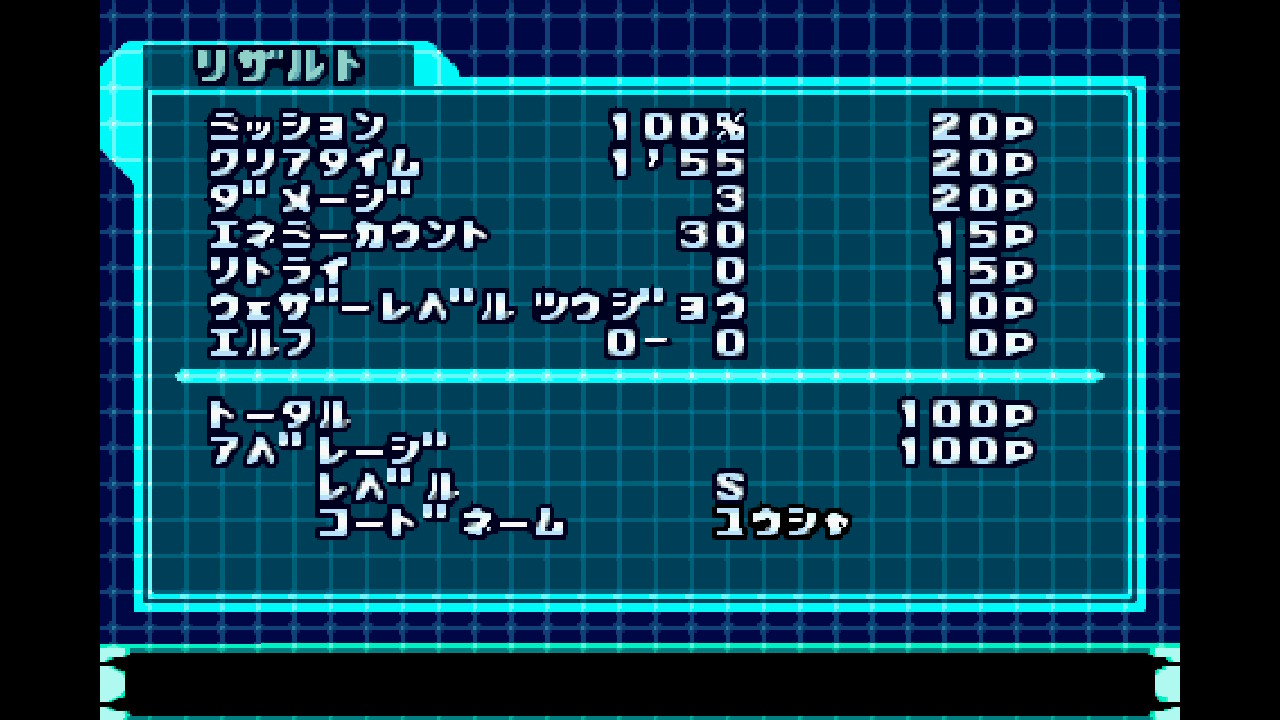 リザルト
ミッション 100% 20P
クリアタイム 1'55 20P
ダメージ 3 20P
エネミーカウント 30 15P
リトライ 0 15P
ウェザーレベル ツウジョウ 10P
エルフ 0- 0 0P
トータル 100P
アベレージ 100P
レベル S
コードネーム ユウシャ